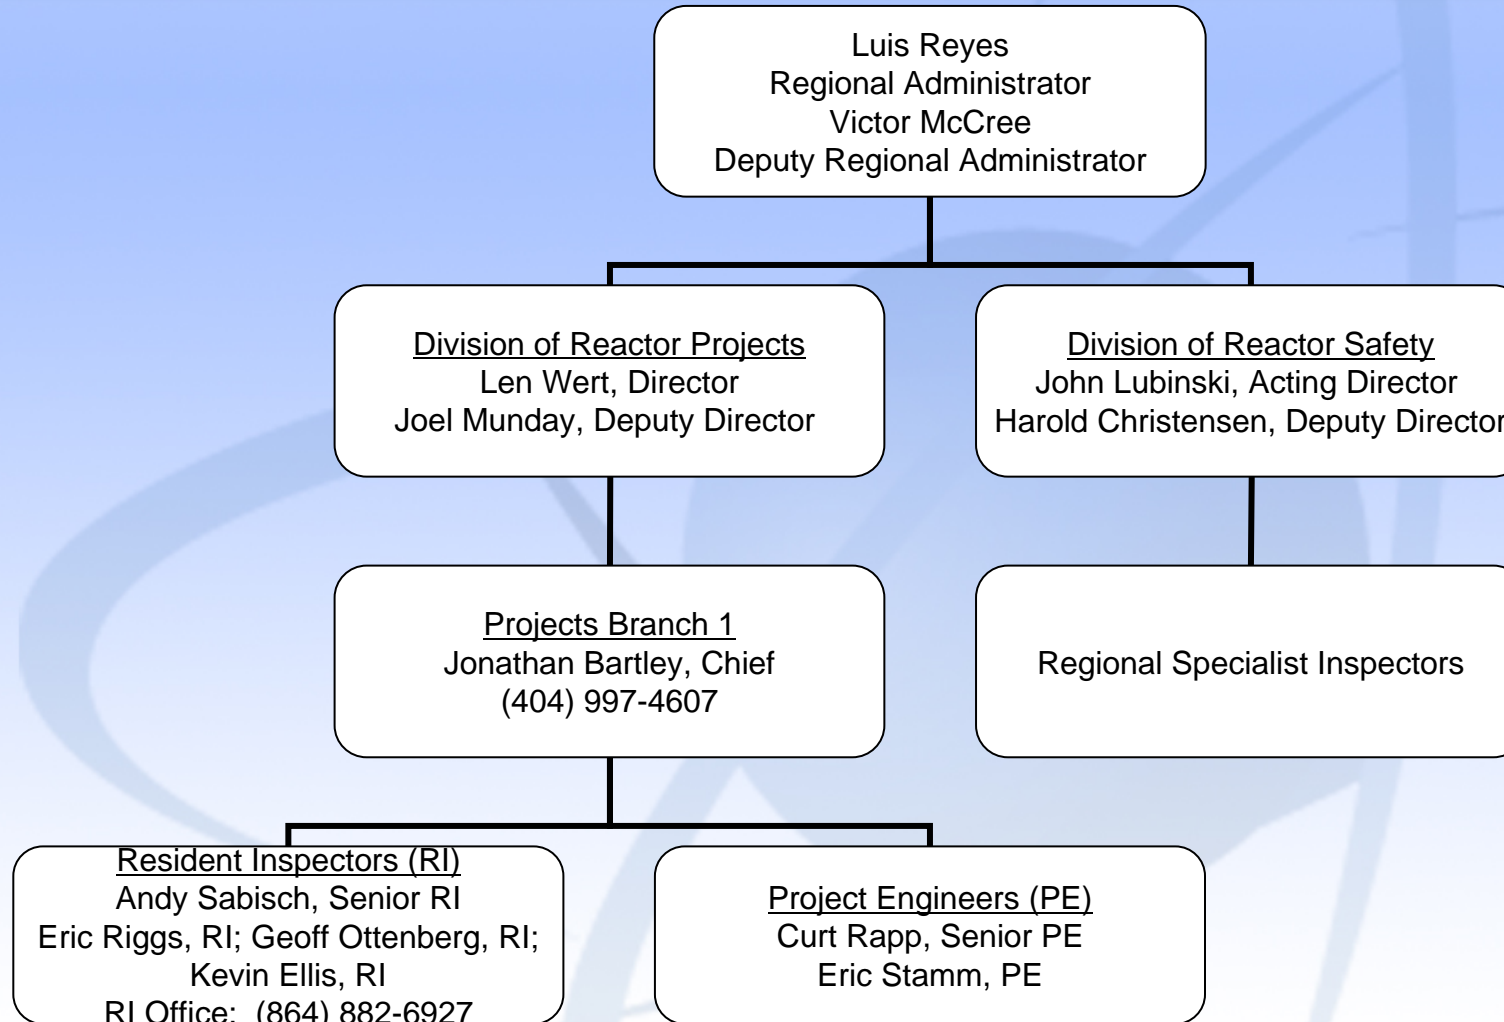 Luis Reyes
Regional Administrator
Victor McCree
Deputy Regional Administrator
Division of Reactor Projects
Len Wert, Director
Joel Munday, Deputy Director
Division of Reactor Safety
John Lubinski, Acting Director
Harold Christensen, Deputy Director
Projects Branch 1
Jonathan Bartley, Chief
(404) 997-4607
Regional Specialist Inspectors
Resident Inspectors (RI)
Andy Sabisch, Senior RI
Eric Riggs, RI; Geoff Ottenberg, RI;
Kevin Ellis, RI
RI Office: (864) 882-6927
Project Engineers (PE)
Curt Rapp, Senior PE
Eric Stamm, PE